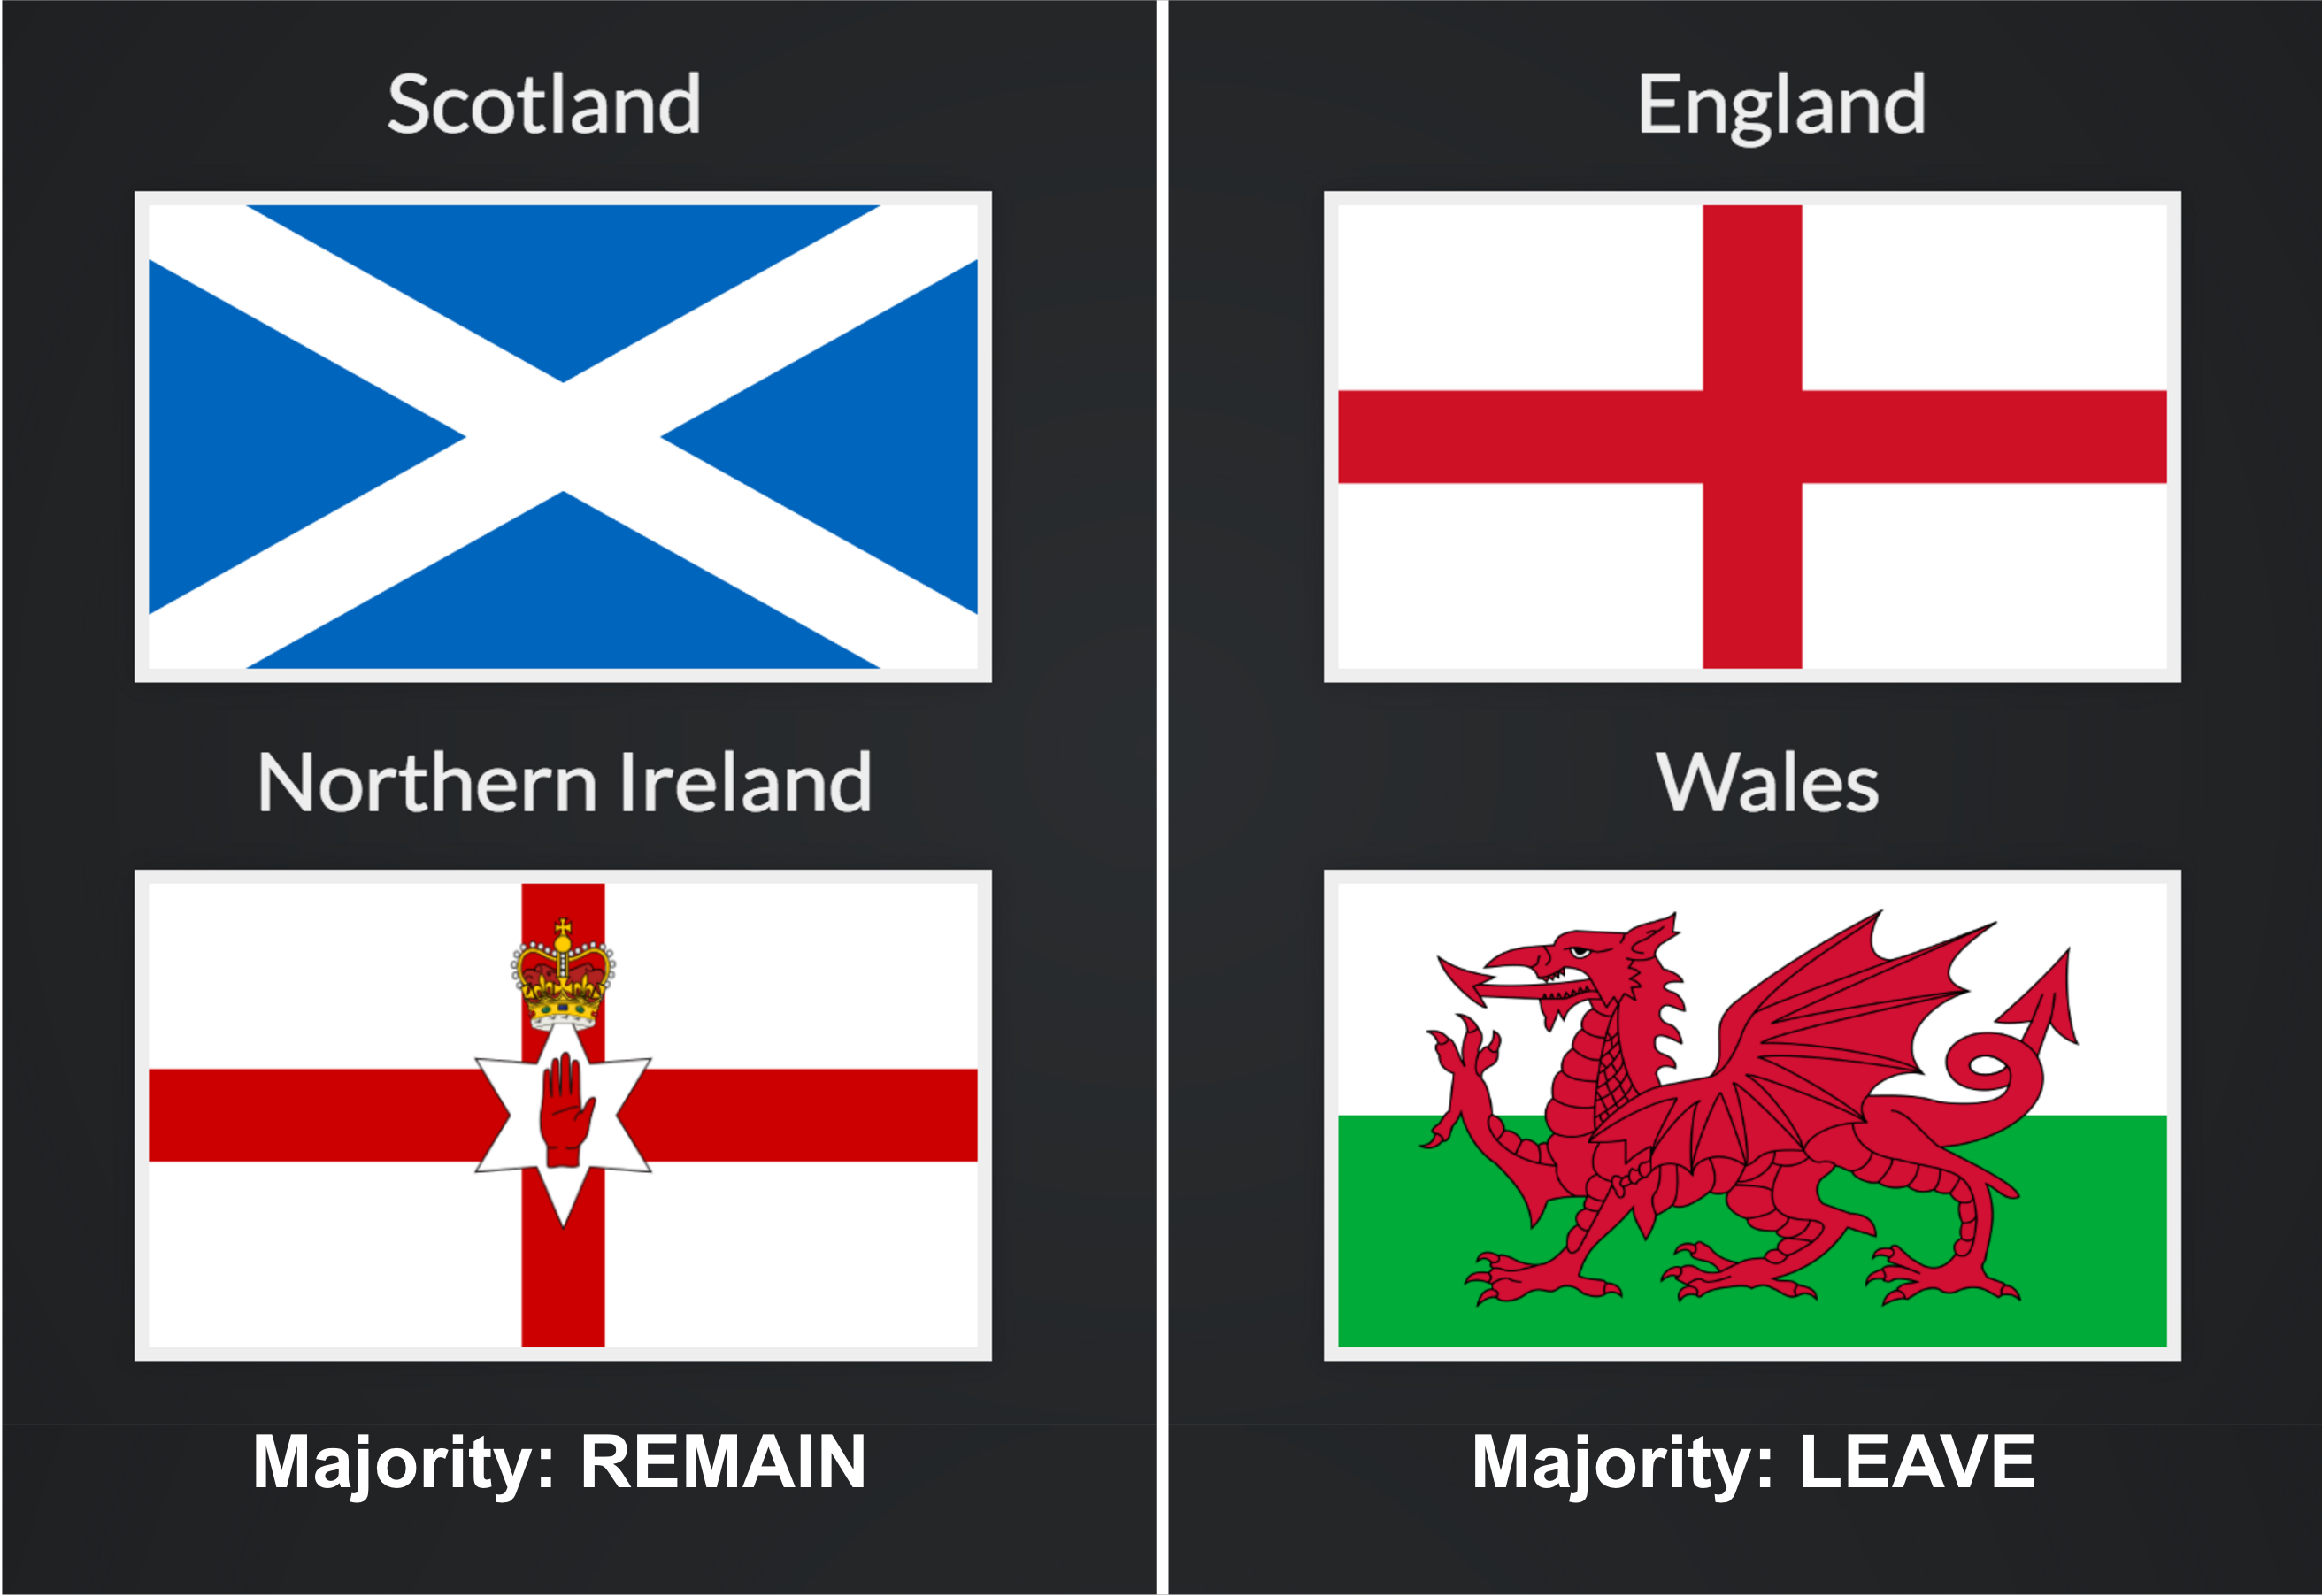 Scotland
Northern Ireland
Majority: REMAIN
England
Wales
Majority: LEAVE